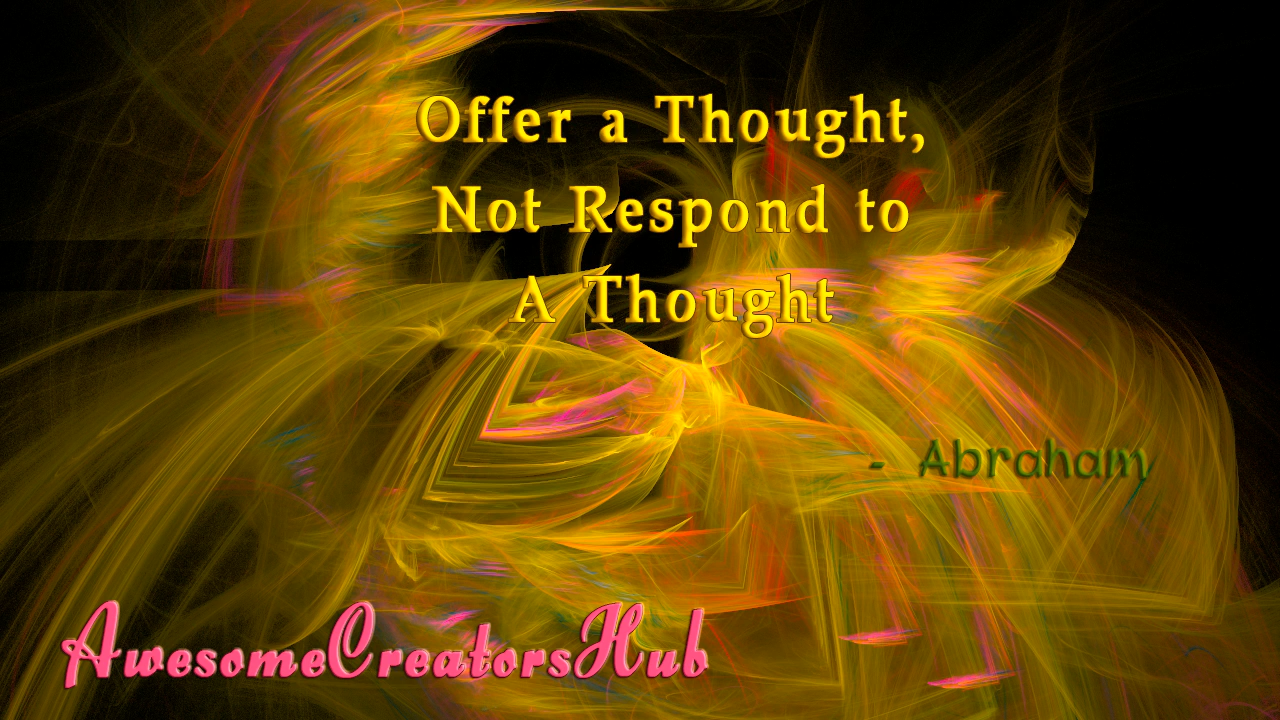 Offer a Thought,
Not Respond to
A Thought
- Abraham
AwesomeCreatorsHub